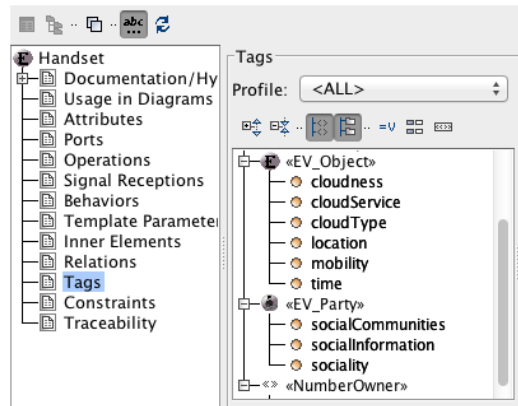 abc
Handset
Documentation/Hy
Usage in Diagrams
Attributes
Ports
Operations
Signal Receptions
Behaviors
Template Parameter
Inner Elements
Relations
Tags
Constraints
Traceability
Tags
Profile: <ALL>
=v
«EV_Object»
cloudness
cloudService
cloudType
location
mobility
time
«EV_Party»
socialCommunities
socialInformation
sociality
«NumberOwner»